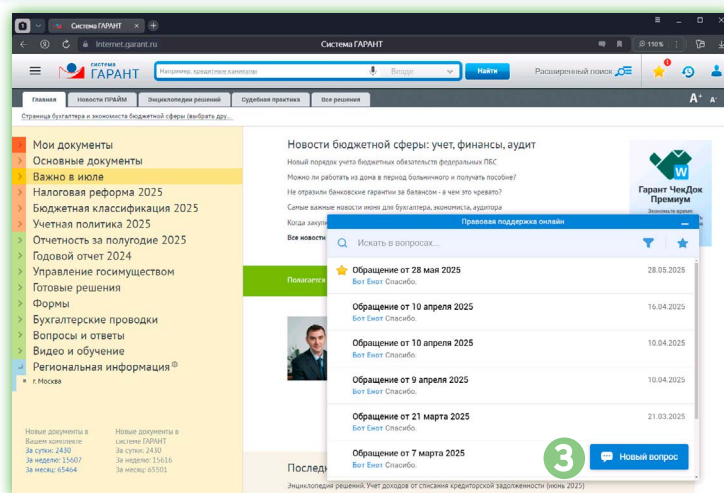 Система ГАРАНТ
Internet.garant.ru
Система ГАРАНТ
110 %
СИСТЕМА
ГАРАНТ
Например, кредитные каникулы
Везде
Найти
Расширенный поиск
Главная
Новости ПРАЙМ
Энциклопедии решений
Судебная практика
Все решения
A+ A-
Страница бухгалтера и экономиста бюджетной сферы (выбрать дру...
Мои документы
Основные документы
Важно в июле
Налоговая реформа 2025
Бюджетная классификация 2025
Учетная политика 2025
Отчетность за полугодие 2025
Годовой отчет 2024
Управление госимуществом
Готовые решения
Формы
Бухгалтерские проводки
Вопросы и ответы
Видео и обучение
Региональная информация
г. Москва
Новые документы в
Вашем комплекте
За сутки: 2430
За неделю: 15607
За месяц: 65464
Новые документы в
системе ГАРАНТ
За сутки: 2430
За неделю: 15616
За месяц: 65501
Новости бюджетной сферы: учет, финансы, аудит
Новый порядок учета бюджетных обязательств федеральных ПБС
Можно ли работать из дома в период больничного и получать пособие?
Не отразили банковские гарантии за балансом - а чем это чревато?
Самые важные новости июня для бухгалтера, экономиста, аудитора
Когда закупк
Все новости
Полагается
W
Гарант ЧекДок
Премиум
Экономьте время
Правовая поддержка онлайн
Искать в вопросах...
Обращение от 28 мая 2025
28.05.2025
Бот Енот Спасибо.
Обращение от 10 апреля 2025
16.04.2025
Бот Енот Спасибо.
Обращение от 10 апреля 2025
10.04.2025
Бот Енот Спасибо.
Обращение от 9 апреля 2025
10.04.2025
Бот Енот Спасибо.
Обращение от 21 марта 2025
21.03.2025
Бот Енот Спасибо.
Обращение от 7 марта 2025
Бот Енот Спасибо.
3
Новый вопрос
Последн
Энциклопедия решений. Учет доходов от списания кредиторской задолженности (июнь 2025)